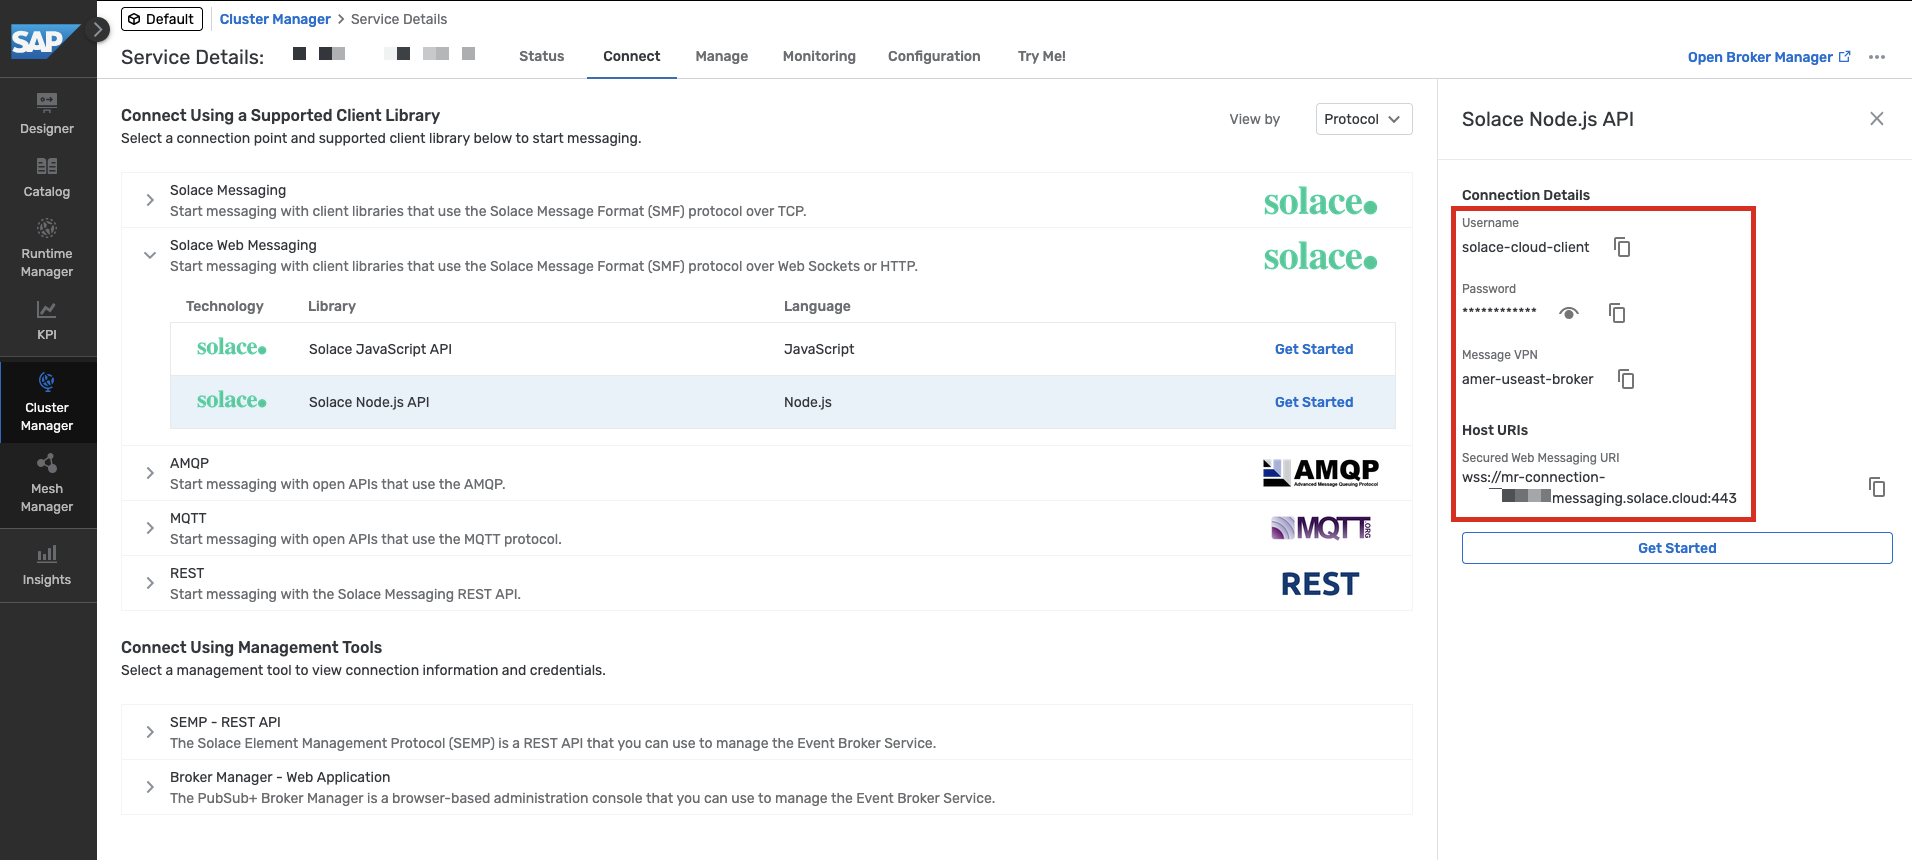 SAP
Default
Cluster Manager > Service Details
Service Details:
Status
Connect
Manage
Monitoring
Configuration
Try Me!
Open Broker Manager
Designer
Catalog
Runtime
Manager
KPI
Cluster
Manager
Mesh
Manager
Insights
Connect Using a Supported Client Library
Select a connection point and supported client library below to start messaging.
View by
Protocol
Solace Messaging
Start messaging with client libraries that use the Solace Message Format (SMF) protocol over TCP.
solace.
Solace Web Messaging
Start messaging with client libraries that use the Solace Message Format (SMF) protocol over Web Sockets or HTTP.
solace.
Technology Library Language
solace. Solace JavaScript API JavaScript Get Started
solace. Solace Node.js API Node.js Get Started
AMQP
Start messaging with open APIs that use the AMQP.
AMQP
Advanced Message Queuing Protocol
MQTT
Start messaging with open APIs that use the MQTT protocol.
MQTT.ORG
REST
Start messaging with the Solace Messaging REST API.
REST
Connect Using Management Tools
Select a management tool to view connection information and credentials.
SEMP - REST API
The Solace Element Management Protocol (SEMP) is a REST API that you can use to manage the Event Broker Service.
Broker Manager - Web Application
The PubSub+ Broker Manager is a browser-based administration console that you can use to manage the Event Broker Service.
Solace Node.js API
Connection Details
Username
solace-cloud-client
Password
************
Message VPN
amer-useast-broker
Host URIs
Secured Web Messaging URI
wss://mr-connection-
messaging.solace.cloud:443
Get Started